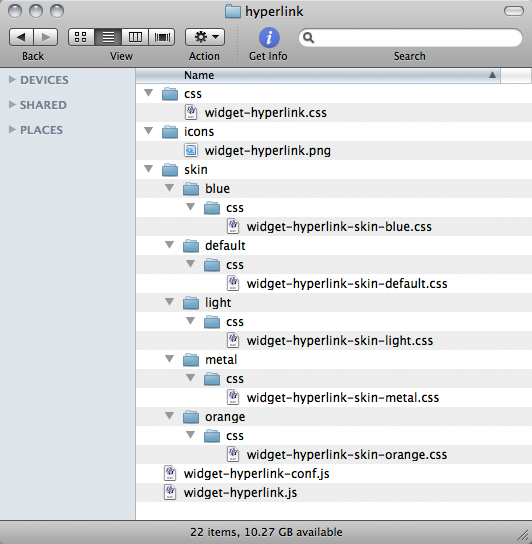 hyperlink
Back
View
Action
Get Info
Search
DEVICES
SHARED
PLACES
Name
css
widget-hyperlink.css
icons
widget-hyperlink.png
skin
blue
css
widget-hyperlink-skin-blue.css
default
css
widget-hyperlink-skin-default.css
light
css
widget-hyperlink-skin-light.css
metal
css
widget-hyperlink-skin-metal.css
orange
css
widget-hyperlink-skin-orange.css
widget-hyperlink-conf.js
widget-hyperlink.js
22 items, 10.27 GB available